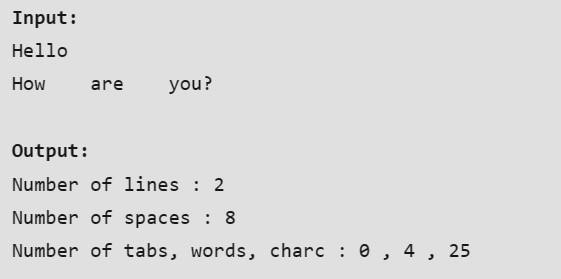 Input:
Hello
How    are    you?
Output:
Number of lines : 2
Number of spaces : 8
Number of tabs, words, charc : 0 , 4 , 25